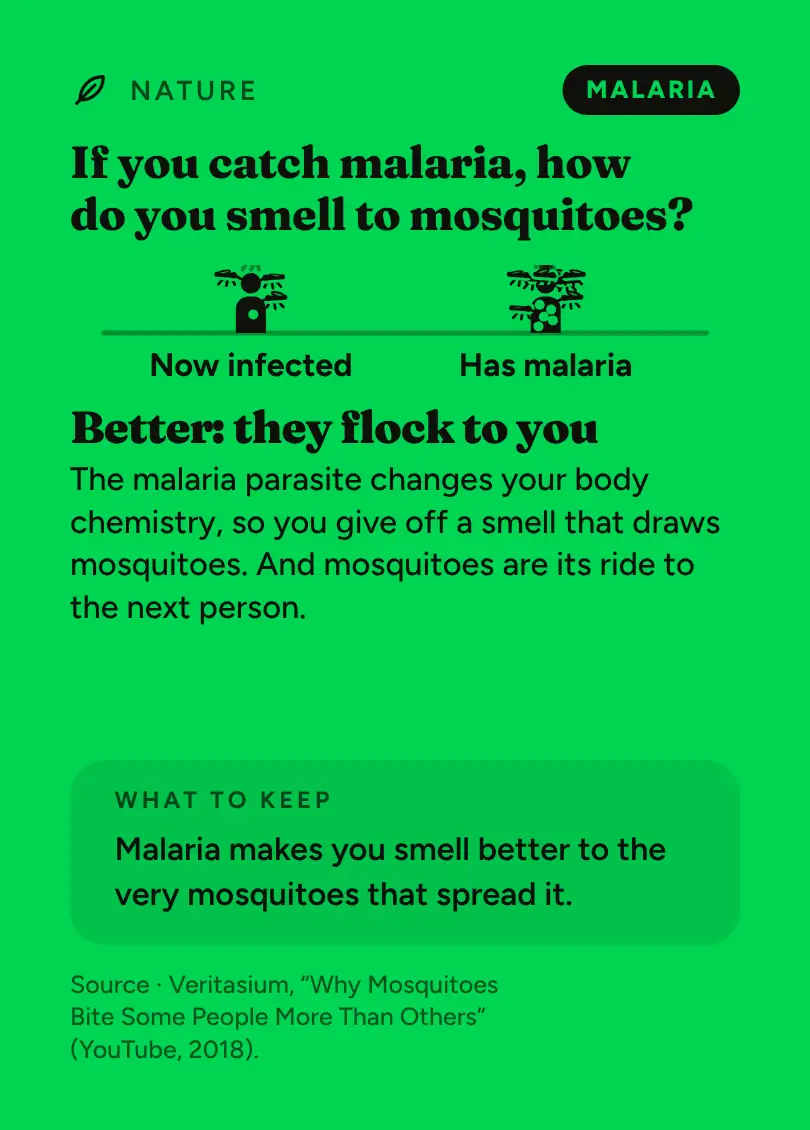 NATURE
MALARIA
If you catch malaria, how
do you smell to mosquitoes?
Now infected
Has malaria
Better: they flock to you
The malaria parasite changes your body
chemistry, so you give off a smell that draws
mosquitoes. And mosquitoes are its ride to
the next person.
WHAT TO KEEP
Malaria makes you smell better to the
very mosquitoes that spread it.
Source · Veritasium, “Why Mosquitoes
Bite Some People More Than Others”
(YouTube, 2018).